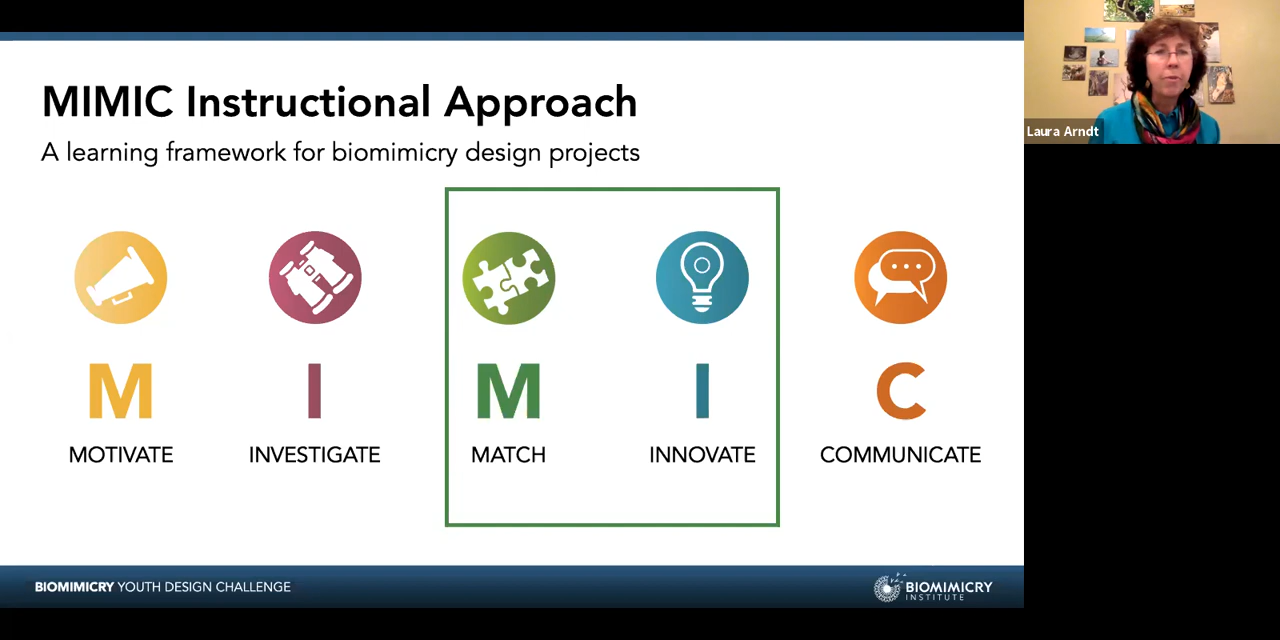 MIMIC Instructional Approach
A learning framework for biomimicry design projects
M I M I C
MOTIVATE INVESTIGATE MATCH INNOVATE COMMUNICATE
BIOMIMICRY YOUTH DESIGN CHALLENGE
BIOMIMICRY
INSTITUTE
Laura Arndt